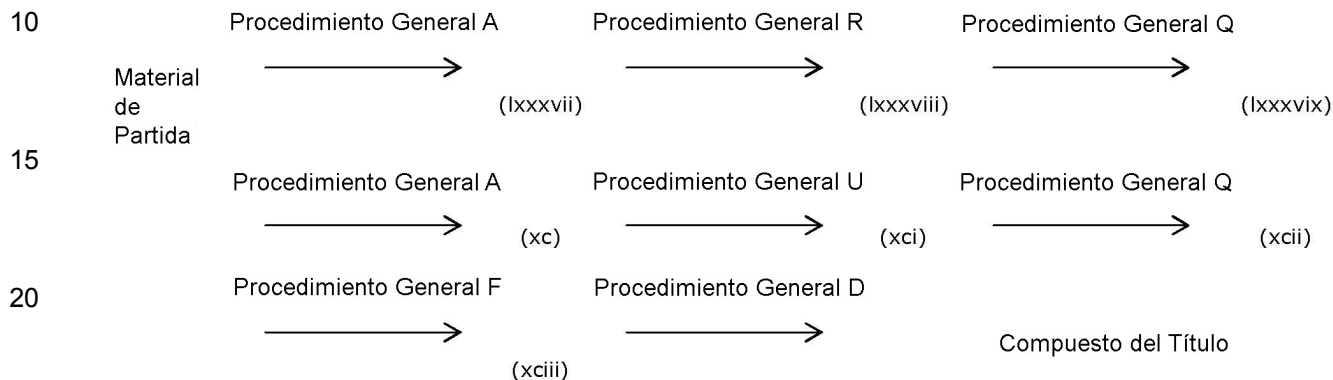 10 Procedimiento General A Procedimiento General R Procedimiento General Q
Material
de
Partida
(lxxxvii) (lxxxviii) (lxxxvix)
15
Procedimiento General A Procedimiento General U Procedimiento General Q
(xc) (xci) (xcii)
20 Procedimiento General F Procedimiento General D
Compuesto del Título
(xciii)